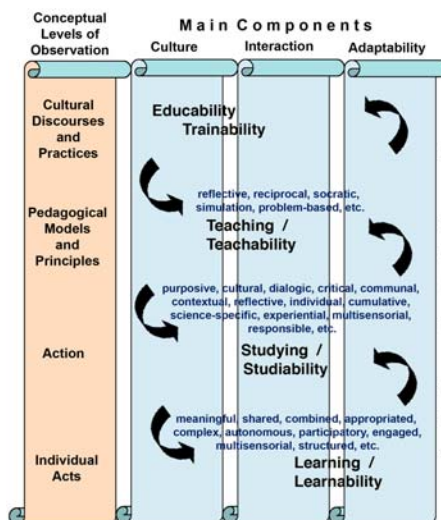 Conceptual
Levels of
Observation
Main Components
Culture
Interaction
Adaptability
Cultural
Discourses
and
Practices
Educability
Trainability
reflective, reciprocal, socratic,
simulation, problem-based, etc.
Pedagogical
Models
and
Principles
Teaching /
Teachability
purposive, cultural, dialogic, critical, communal,
contextual, reflective, individual, cumulative,
science-specific, experiential, multisensorial,
responsible, etc.
Action
Studying /
Studiability
meaningful, shared, combined, appropriated,
complex, autonomous, participatory, engaged,
multisensorial, structured, etc.
Individual
Acts
Learning /
Learnability